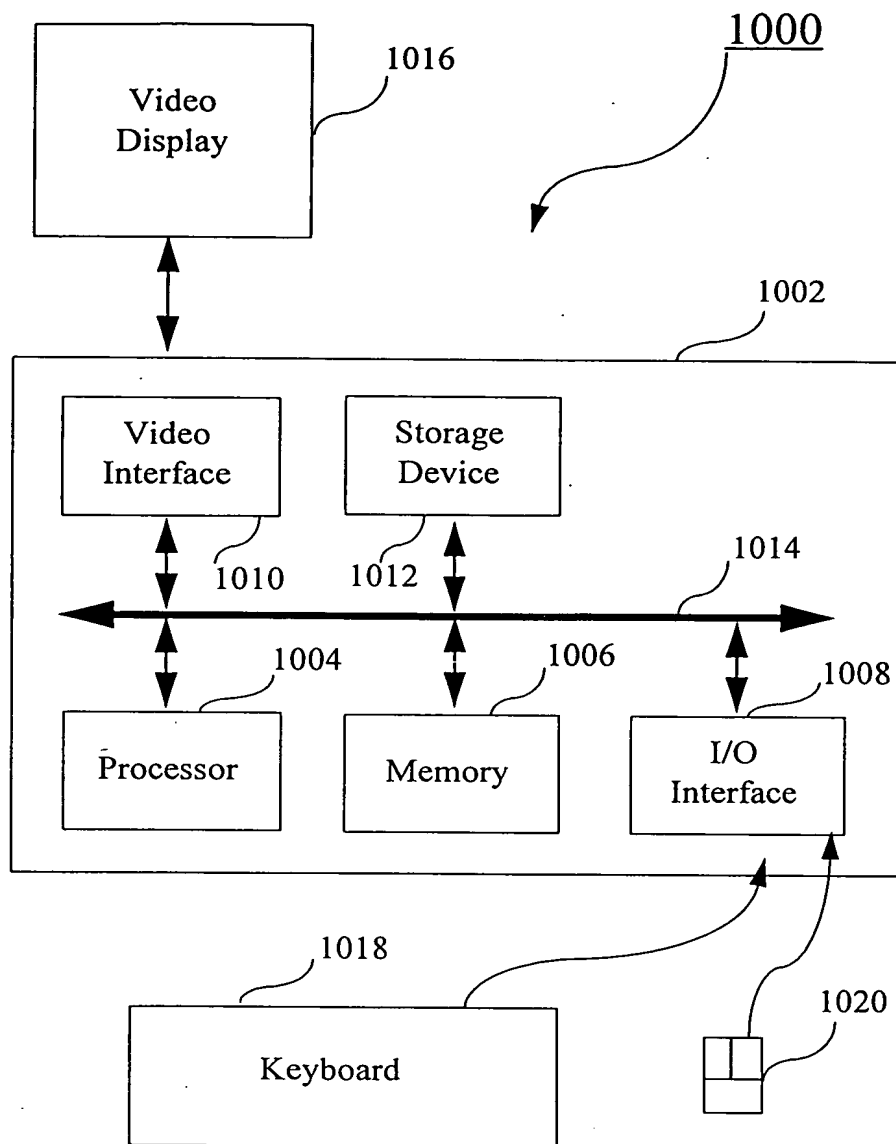 1000
1016
Video
Display
1002
Video
Interface
Storage
Device
1010
1012
1014
1004
1006
1008
Processor
Memory
I/O
Interface
1018
Keyboard
1020